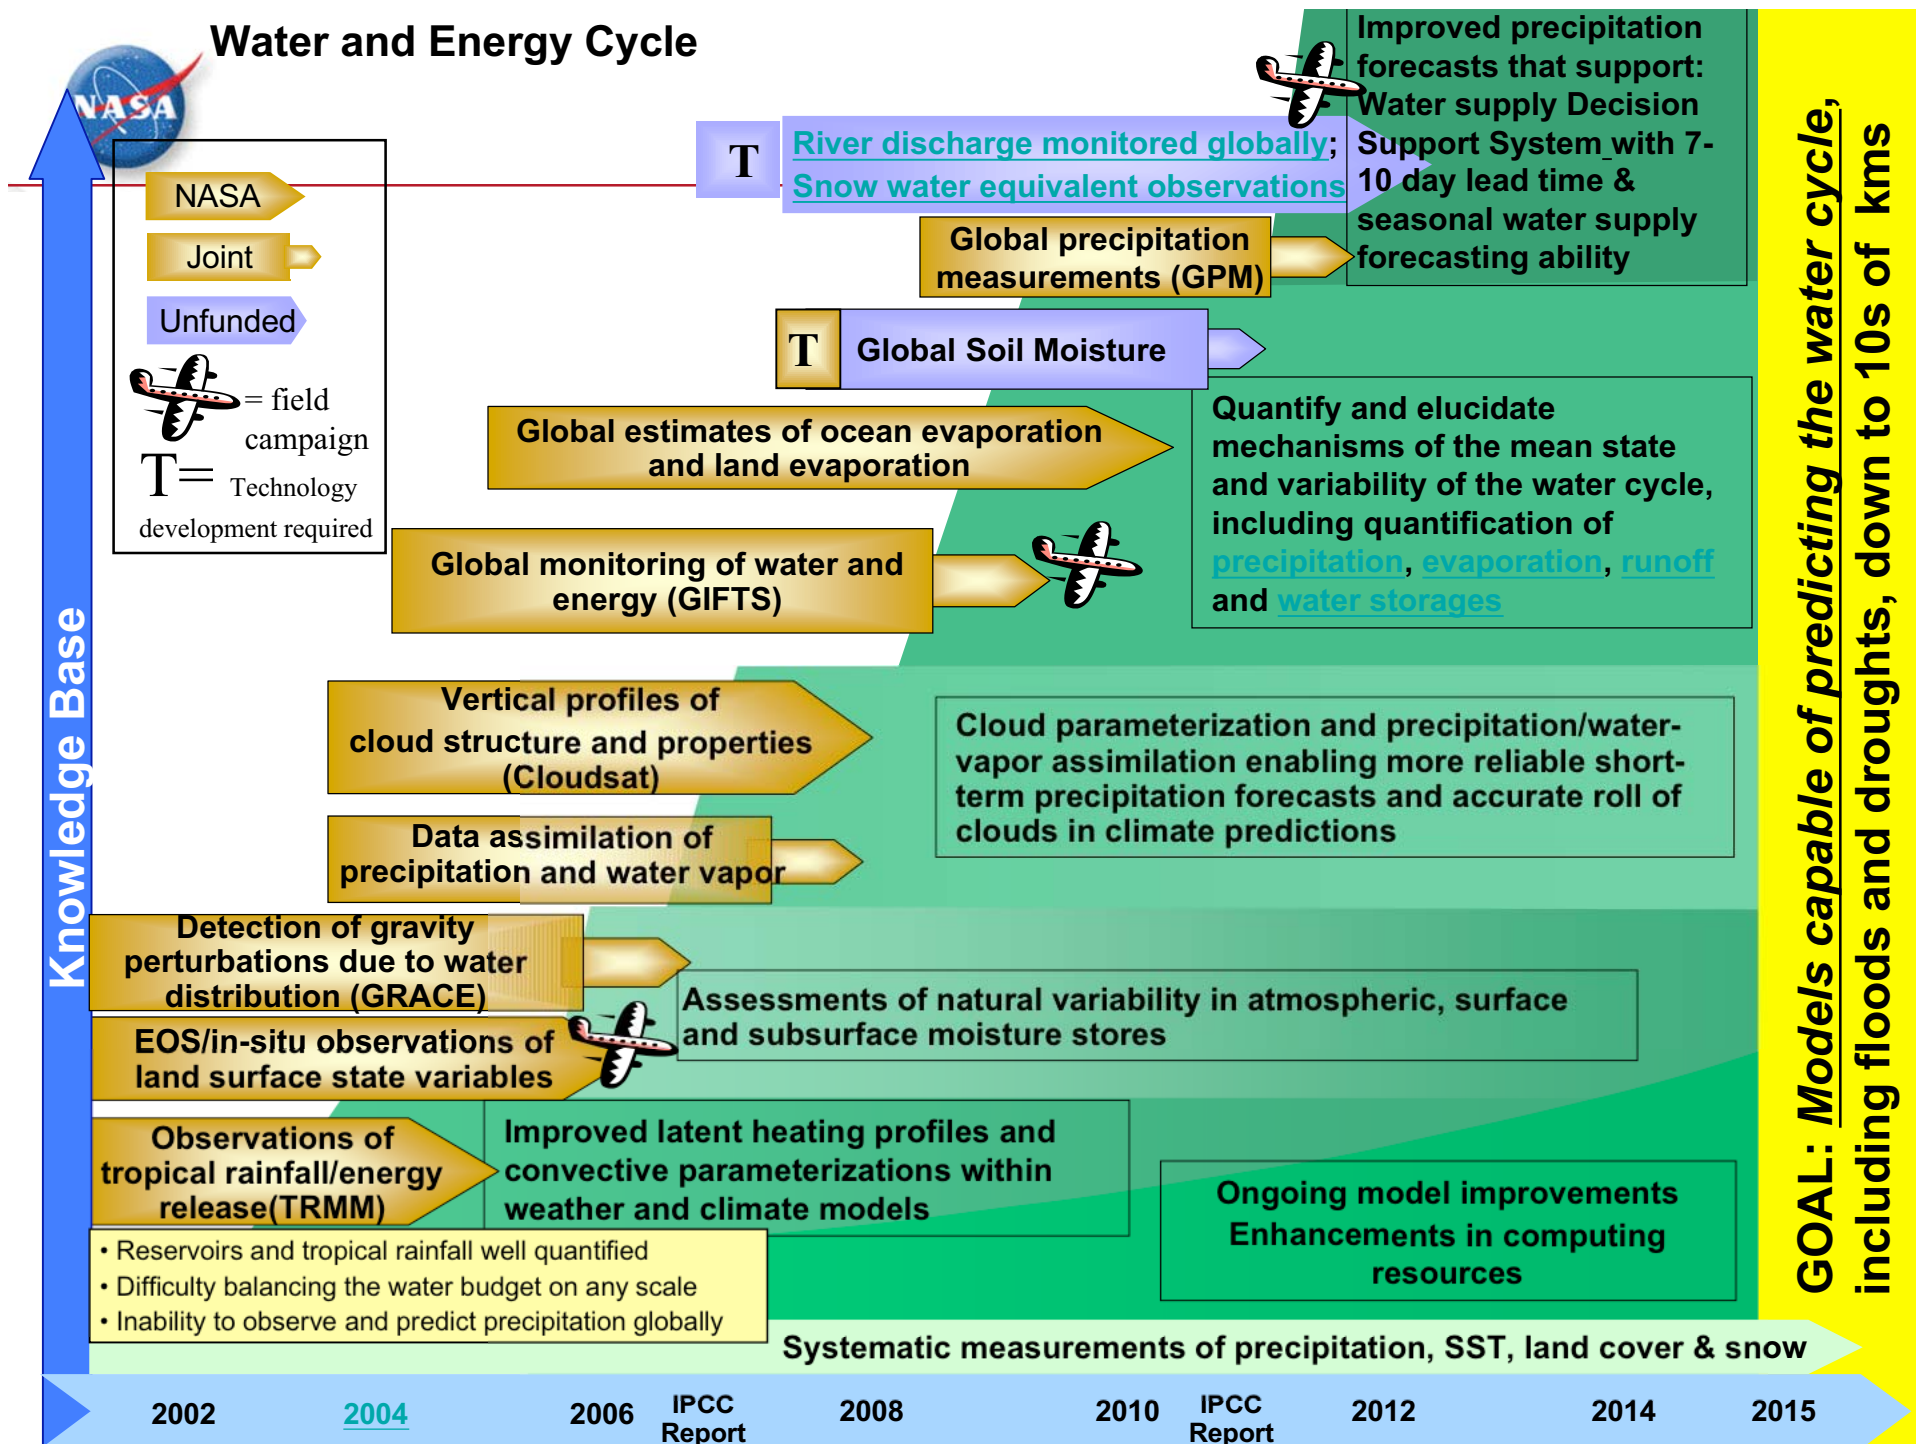 Water and Energy Cycle
NASA
NASA
Joint
Unfunded
= field
campaign
T= Technology
development required
Knowledge Base
T
River discharge monitored globally;
Snow water equivalent observations
Improved precipitation
forecasts that support:
Water supply Decision
Support System with 7-
10 day lead time &
seasonal water supply
forecasting ability
Global precipitation
measurements (GPM)
T
Global Soil Moisture
Global estimates of ocean evaporation
and land evaporation
Quantify and elucidate
mechanisms of the mean state
and variability of the water cycle,
including quantification of
precipitation, evaporation, runoff
and water storages
Global monitoring of water and
energy (GIFTS)
Vertical profiles of
cloud structure and properties
(Cloudsat)
Cloud parameterization and precipitation/water-
vapor assimilation enabling more reliable short-
term precipitation forecasts and accurate roll of
clouds in climate predictions
Data assimilation of
precipitation and water vapor
Detection of gravity
perturbations due to water
distribution (GRACE)
Assessments of natural variability in atmospheric, surface
and subsurface moisture stores
EOS/in-situ observations of
land surface state variables
Observations of
tropical rainfall/energy
release(TRMM)
Improved latent heating profiles and
convective parameterizations within
weather and climate models
Ongoing model improvements
Enhancements in computing
resources
• Reservoirs and tropical rainfall well quantified
• Difficulty balancing the water budget on any scale
• Inability to observe and predict precipitation globally
Systematic measurements of precipitation, SST, land cover & snow
2002
2004
2006
IPCC
Report
2008
2010
IPCC
Report
2012
2014
2015
GOAL: Models capable of predicting the water cycle,
including floods and droughts, down to 10s of kms